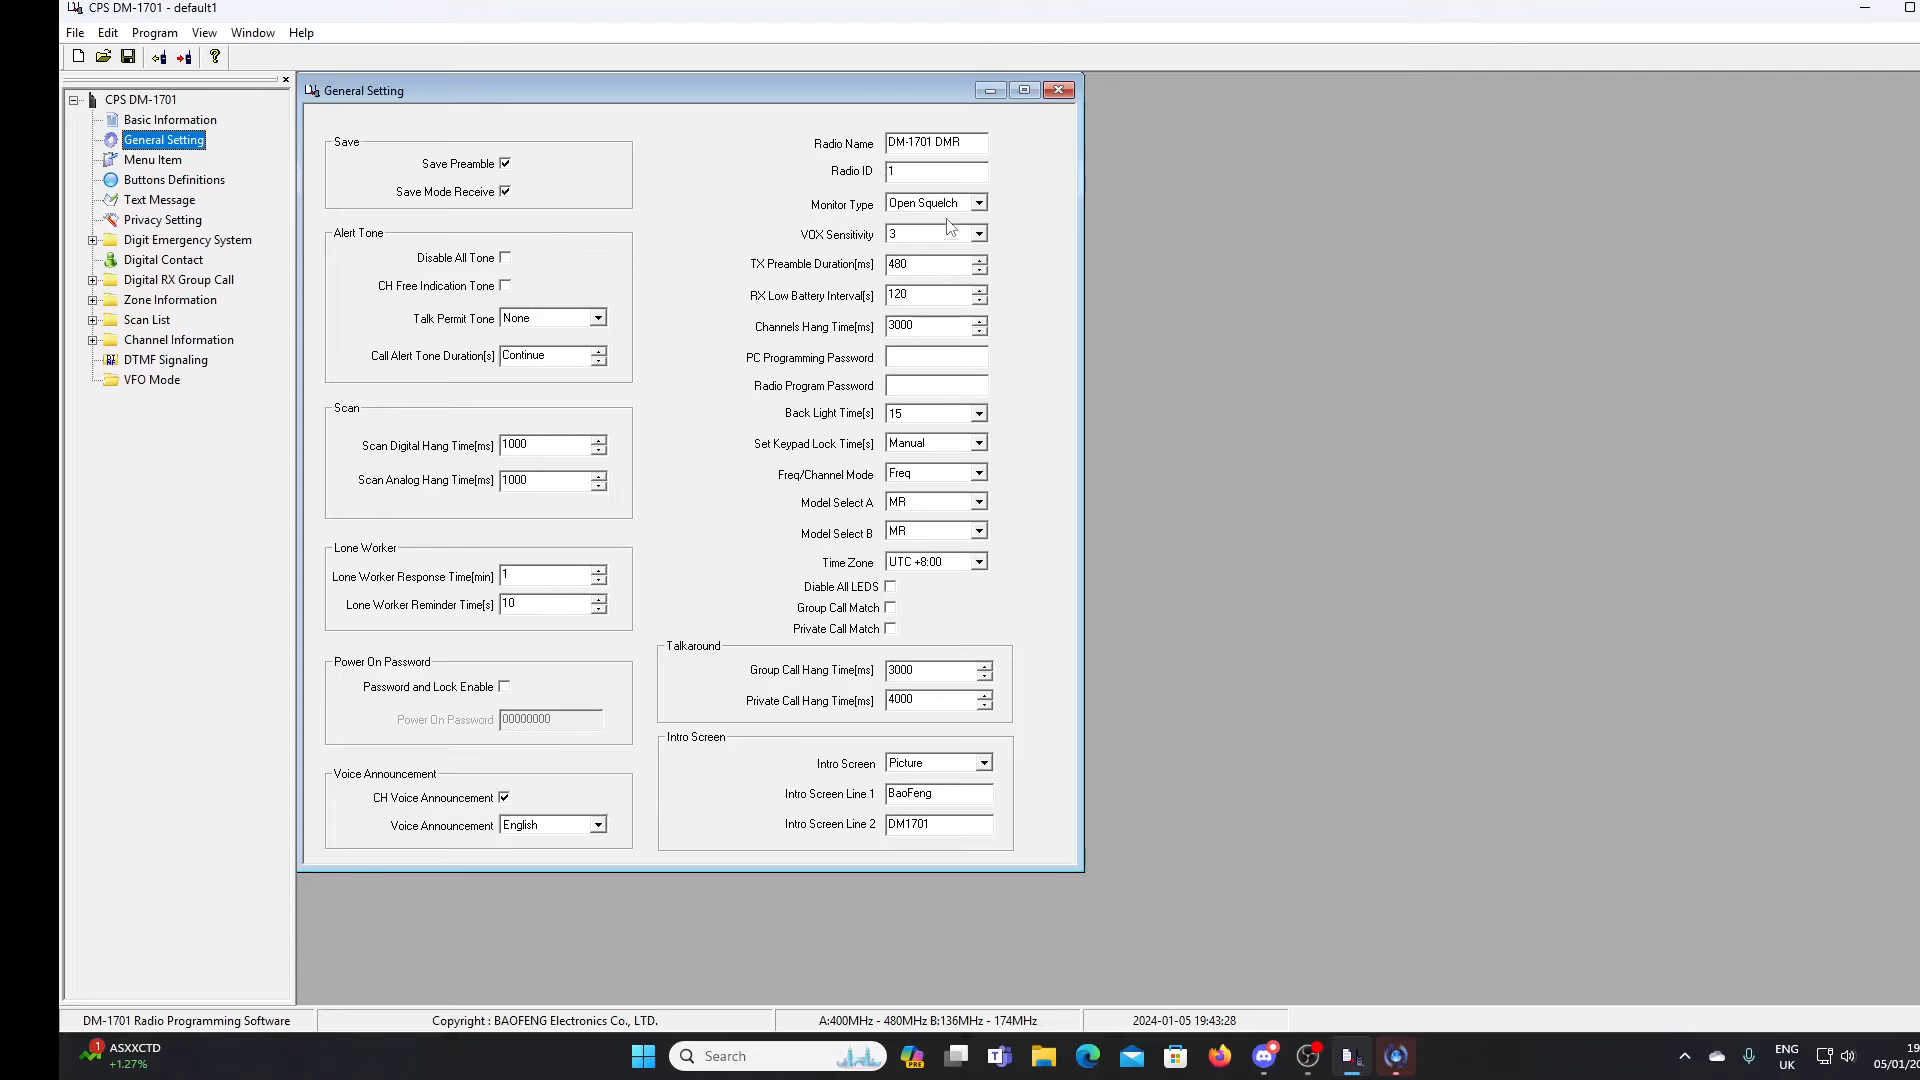 CPS DM-1701 - default1
File Edit Program View Window Help
CPS DM-1701
Basic Information
General Setting
Menu Item
Buttons Definitions
Text Message
Privacy Setting
Digit Emergency System
Digital Contact
Digital RX Group Call
Zone Information
Scan List
Channel Information
DTMF Signaling
VFO Mode
General Setting
Save
Save Preamble
Save Mode Receive
Alert Tone
Disable All Tone
CH Free Indication Tone
Talk Permit Tone None
Call Alert Tone Duration[s] Continue
Scan
Scan Digital Hang Time[ms] 1000
Scan Analog Hang Time[ms] 1000
Lone Worker
Lone Worker Response Time[min] 1
Lone Worker Reminder Time[s] 10
Power On Password
Password and Lock Enable
Power On Password 00000000
Voice Announcement
CH Voice Announcement
Voice Announcement English
Radio Name DM-1701 DMR
Radio ID 1
Monitor Type Open Squelch
VOX Sensitivity 3
TX Preamble Duration[ms] 480
RX Low Battery Interval[s] 120
Channels Hang Time[ms] 3000
PC Programming Password
Radio Program Password
Back Light Time[s] 15
Set Keypad Lock Time[s] Manual
Freq/Channel Mode Freq
Model Select A MR
Model Select B MR
Time Zone UTC +8:00
Diable All LEDS
Group Call Match
Private Call Match
Talkaround
Group Call Hang Time[ms] 3000
Private Call Hang Time[ms] 4000
Intro Screen
Intro Screen Picture
Intro Screen Line 1 BaoFeng
Intro Screen Line 2 DM1701
DM-1701 Radio Programming Software Copyright : BAOFENG Electronics Co., LTD. A:400MHz - 480MHz B:136MHz - 174MHz 2024-01-05 19:43:28
1 ASXXCTD
+1.27%
Search
PRE
ENG
UK
19
05/01/20